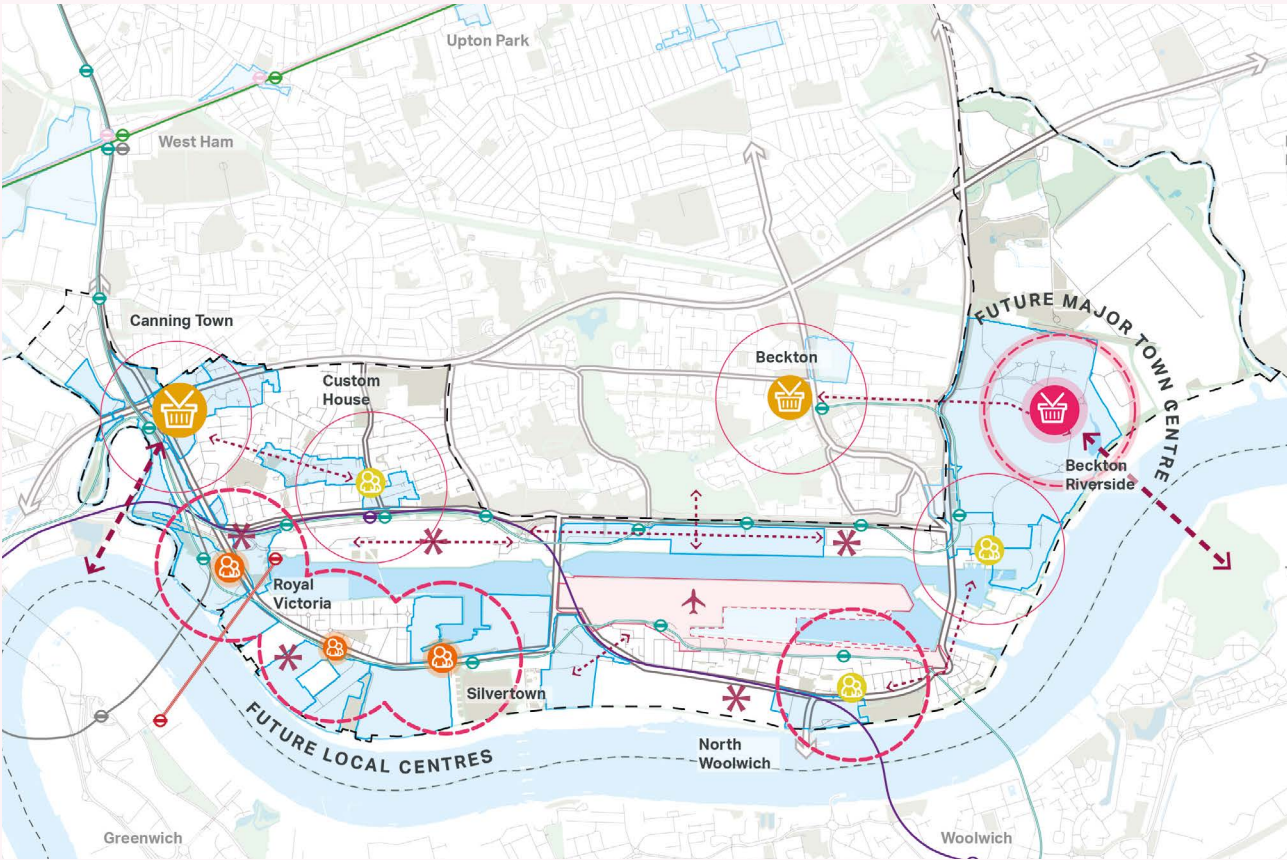 Upton Park
West Ham
FUTURE MAJOR TOWN CENTRE
Canning Town
Beckton
Custom
House
Beckton
Riverside
Royal
Victoria
Silvertown
FUTURE LOCAL CENTRES
North
Woolwich
Greenwich
Woolwich